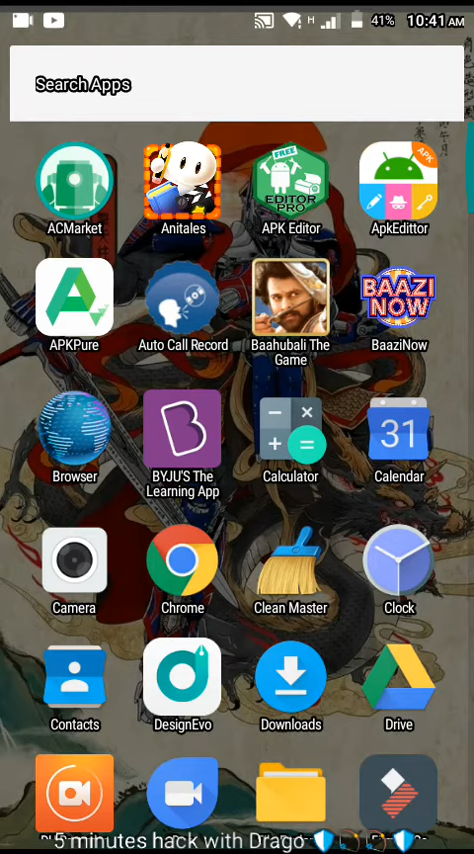 H 41% 10:41 AM
Search Apps
ACMarket Anitales APK Editor ApkEdittor
FREE
EDITOR
PRO
APK
APKPure Auto Call Record Baahubali The
Game BaaziNow
BAAZI
NOW
Browser BYJU'S The
Learning App Calculator Calendar
31
Camera Chrome Clean Master Clock
Contacts DesignEvo Downloads Drive
5 minutes hack with Drago